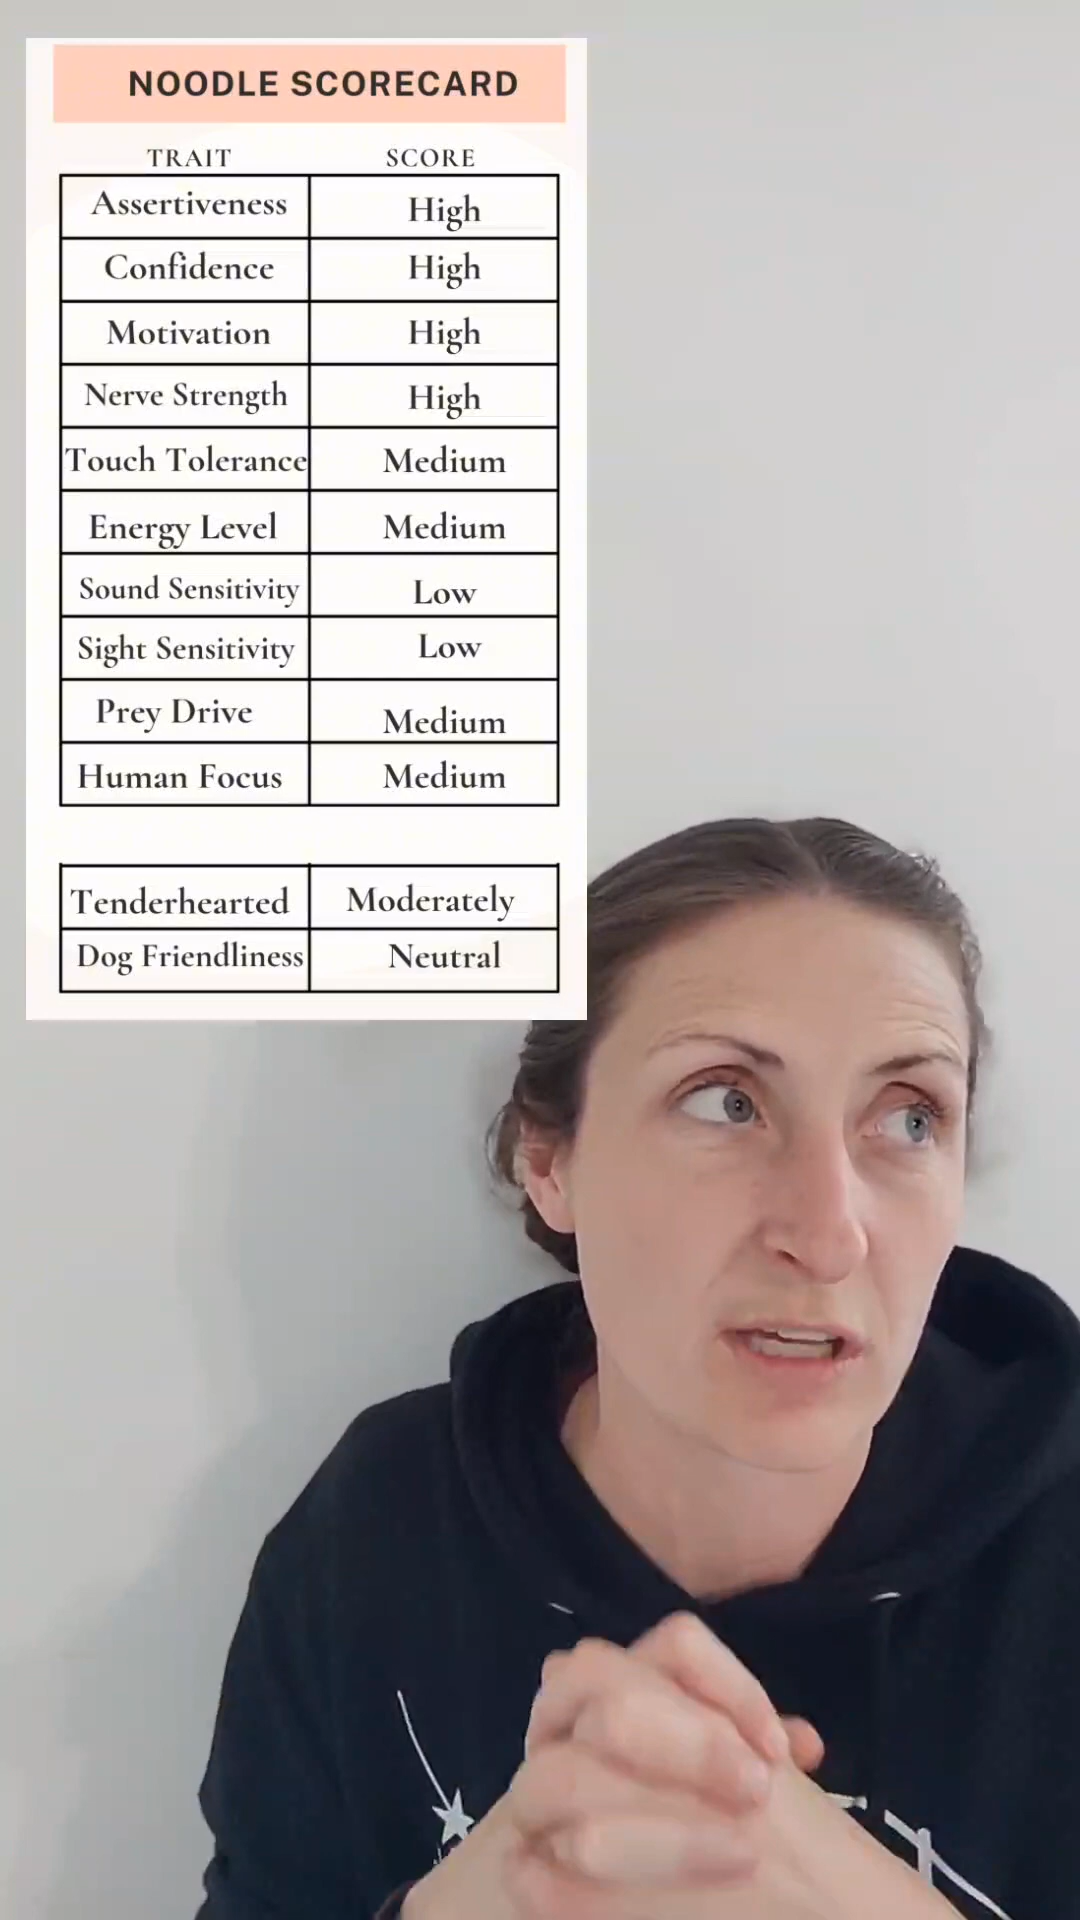 NOODLE SCORECARD
TRAIT SCORE
Assertiveness High
Confidence High
Motivation High
Nerve Strength High
Touch Tolerance Medium
Energy Level Medium
Sound Sensitivity Low
Sight Sensitivity Low
Prey Drive Medium
Human Focus Medium
Tenderhearted Moderately
Dog Friendliness Neutral